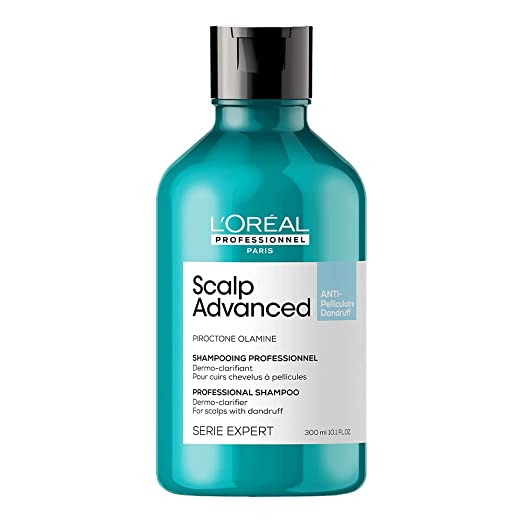 L'ORÉAL
PROFESSIONNEL
PARIS
Scalp
Advanced
ANTI-
Pelliculaire
Dandruff
PIROCTONE OLAMINE
SHAMPOOING PROFESSIONNEL
Dermo-clarifiant
Pour cuirs chevelus à pellicules
PROFESSIONAL SHAMPOO
Dermo-clarifier
For scalps with dandruff
SERIE EXPERT
300 ml 10.1 FL.OZ